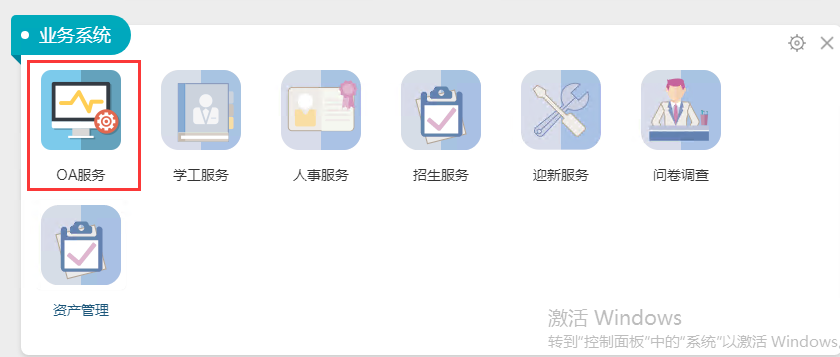 业务系统
OA服务
学工服务
人事服务
招生服务
迎新服务
问卷调查
资产管理
激活 Windows
转到"控制面板"中的"系统"以激活 Windows